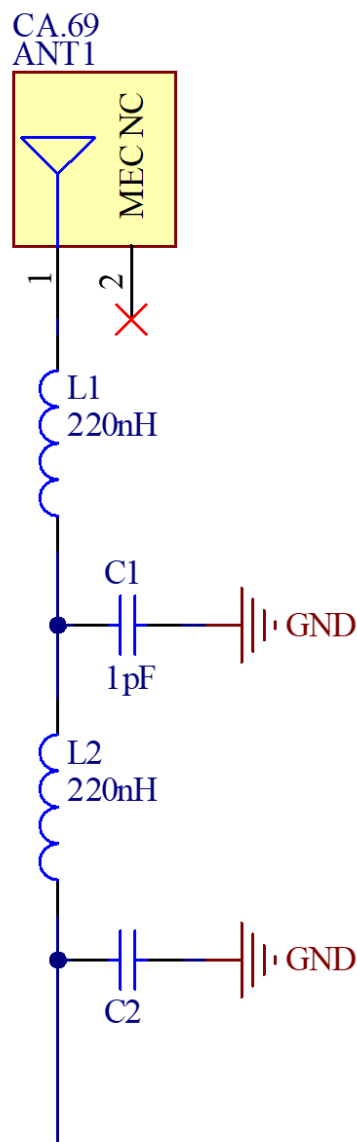 CA.69
ANT1
MEC NC
1
2
L1
220nH
C1
GND
1pF
L2
220nH
GND
C2